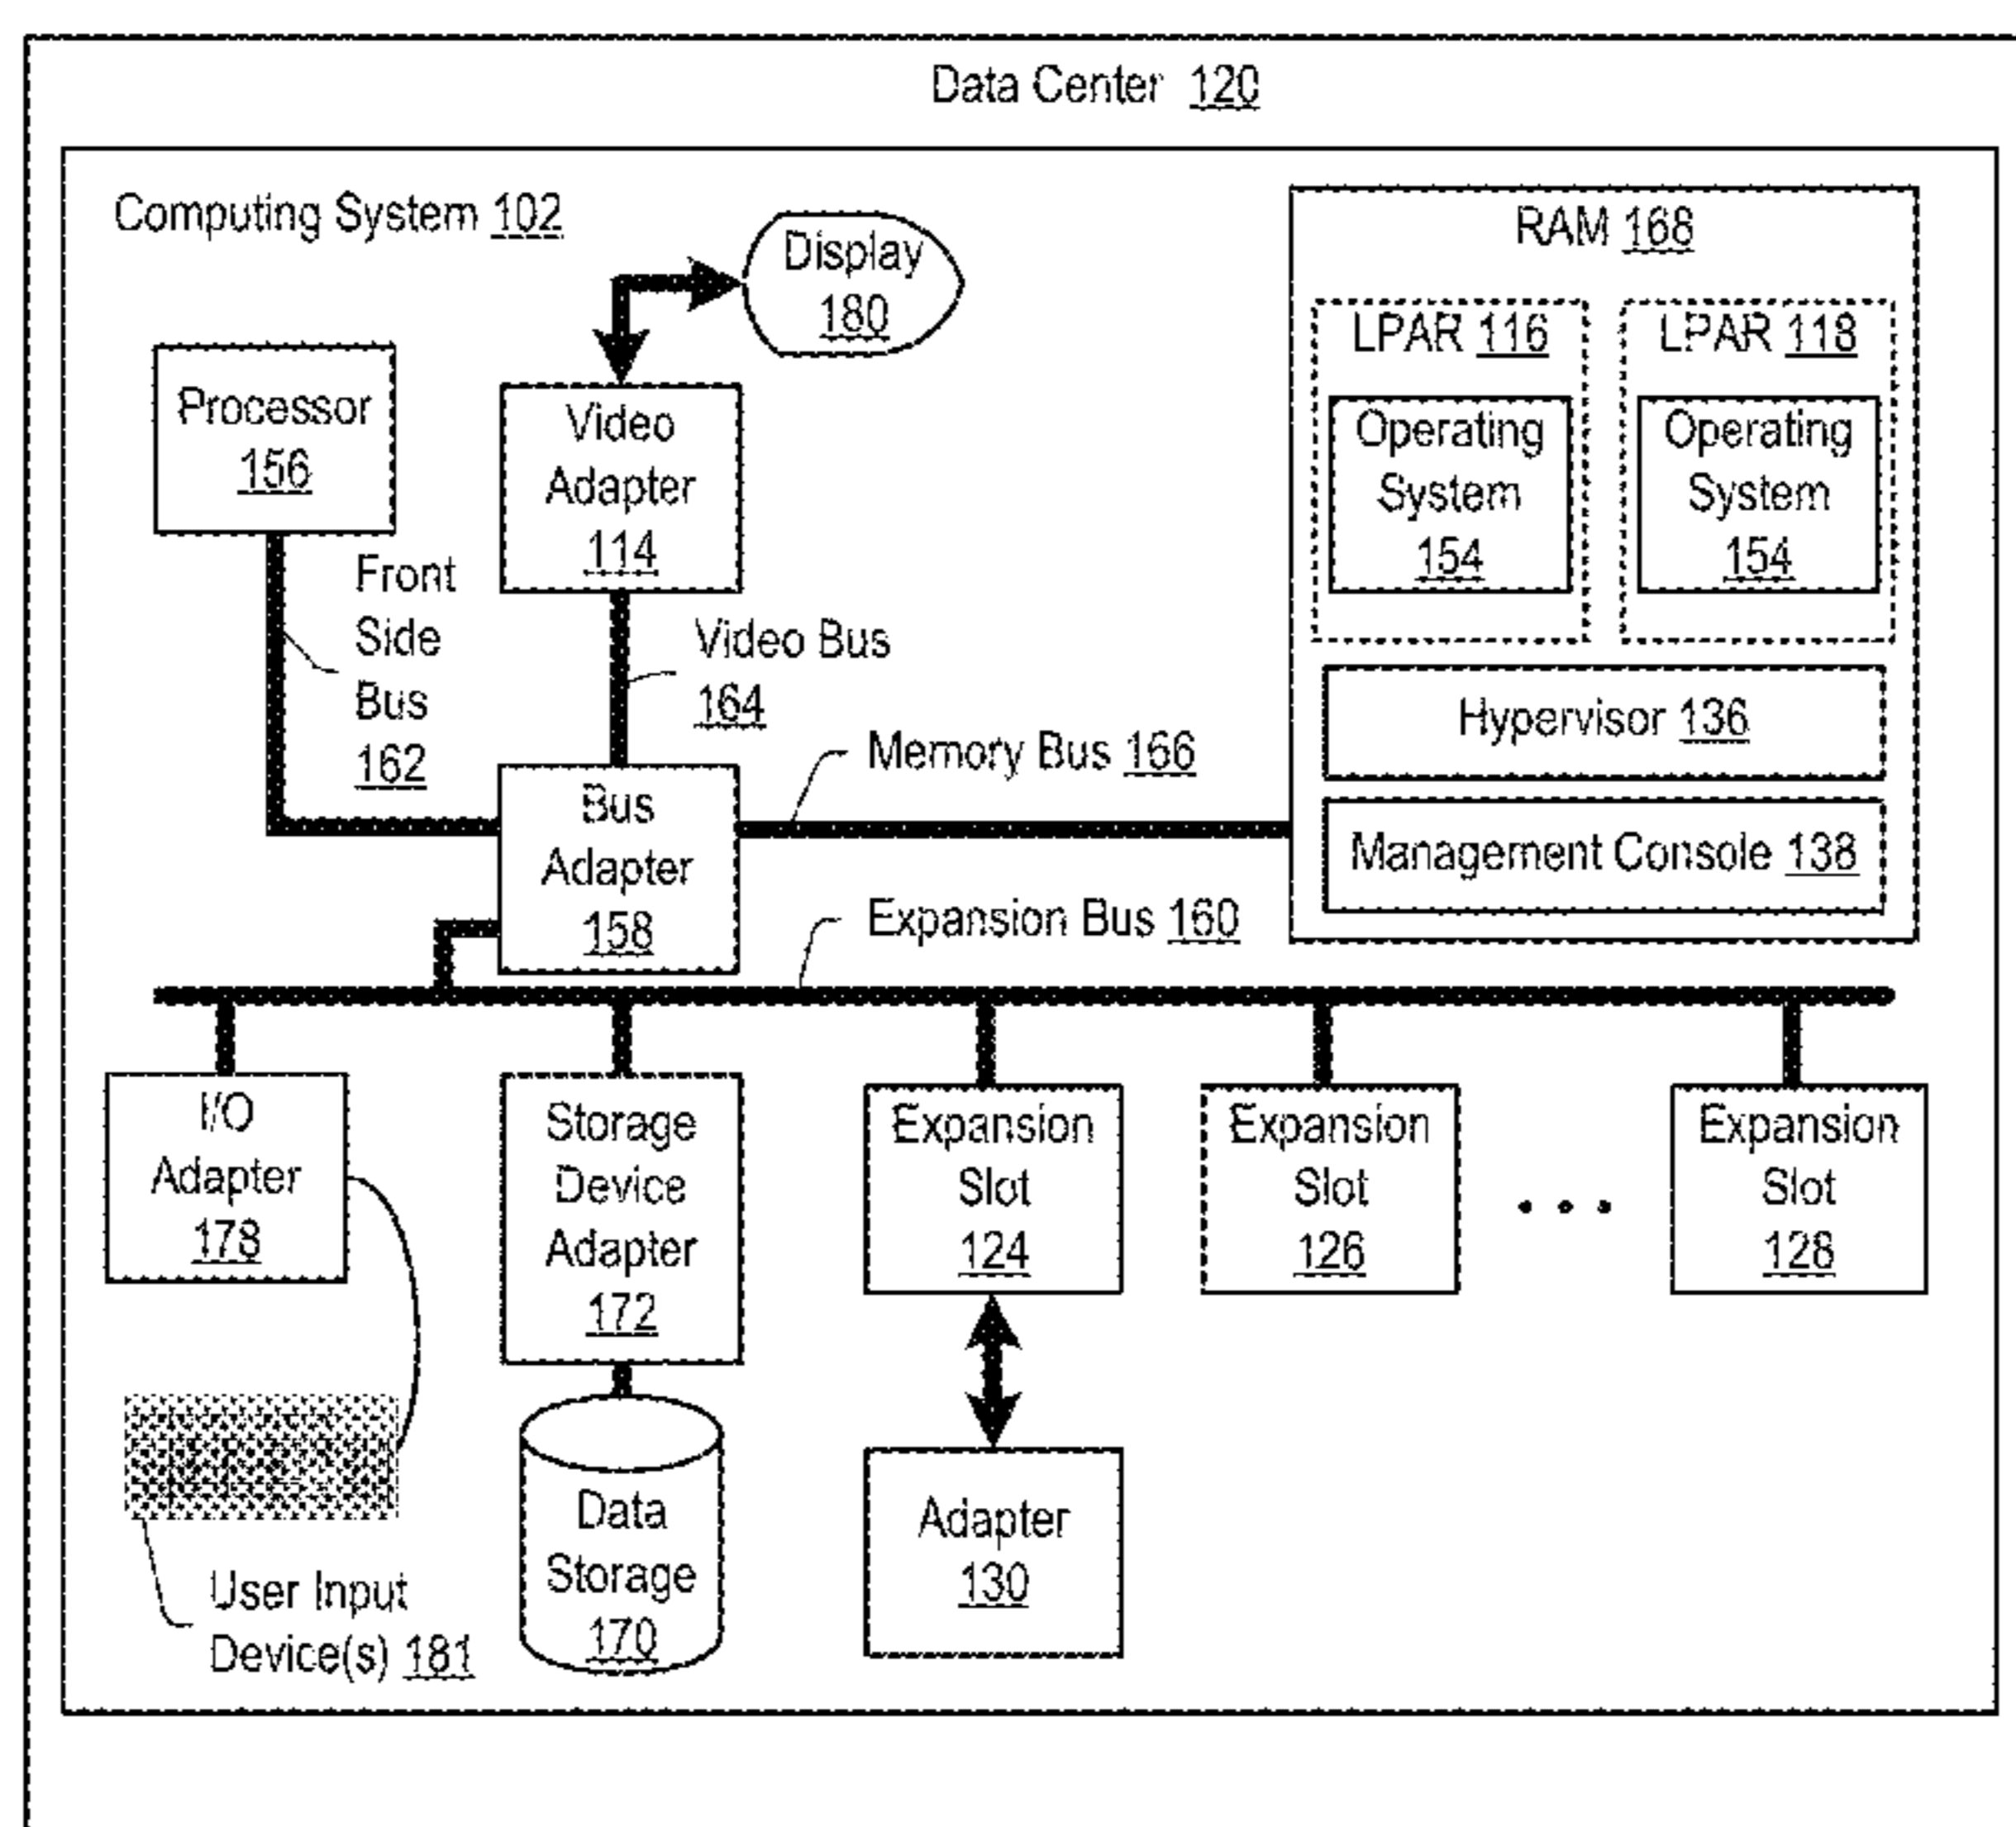 Data Center 120
Computing System 102
Display
180
RAM 168
LPAR 116
LPAR 118
Operating
System
154
Operating
System
154
Processor
156
Video
Adapter
114
Front
Side
Bus
162
Video Bus
164
Hypervisor 136
Memory Bus 166
Bus
Adapter
158
Management Console 138
Expansion Bus 160
I/O
Adapter
178
Storage
Device
Adapter
172
Expansion
Slot
124
Expansion
Slot
126
. . .
Expansion
Slot
128
Data
Storage
170
Adapter
130
User Input
Device(s) 181